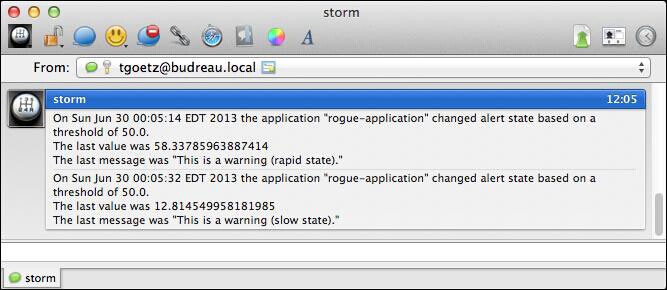 storm
From: tgoetz@budreau.local
storm 12:05
On Sun Jun 30 00:05:14 EDT 2013 the application "rogue-application" changed alert state based on a
threshold of 50.0.
The last value was 58.33785963887414
The last message was "This is a warning (rapid state)."
On Sun Jun 30 00:05:32 EDT 2013 the application "rogue-application" changed alert state based on a
threshold of 50.0.
The last value was 12.814549958181985
The last message was "This is a warning (slow state)."
storm